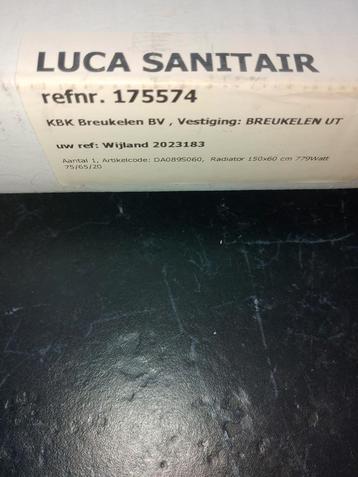 LUCA SANITAIR
refnr. 175574
KBK Breukelen BV , Vestiging: BREUKELEN UT
uw ref: Wijland 2023183
Aantal 1, Artikelcode: DA089S060, Radiator 150x60 cm 779Watt
75/65/20